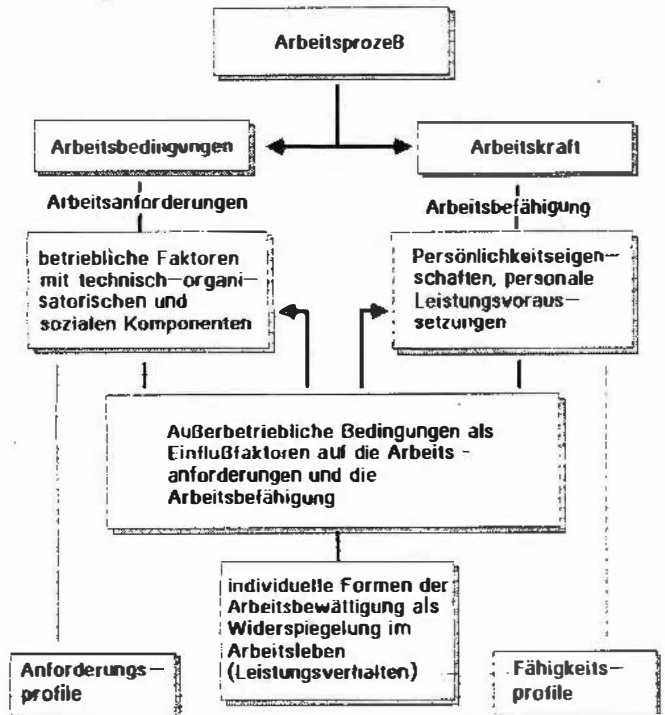 Arbeitsprozeß
Arbeitsbedingungen
Arbeitskraft
Arbeitsanforderungen
Arbeitsbefähigung
betriebliche Faktoren
mit technisch-organi-
satorischen und
sozialen Komponenten
Persönlichkeitseigen-
schaften, personale
Leistungsvoraus-
setzungen
Außerbetriebliche Bedingungen als
Einflußfaktoren auf die Arbeits -
anforderungen und die
Arbeitsbefähigung
individuelle Formen der
Arbeitsbewättigung als
Widerspiegelung im
Arbeitsleben
(Leistungsverhalten)
Anforderungs-
profile
Fähigkeits-
profile